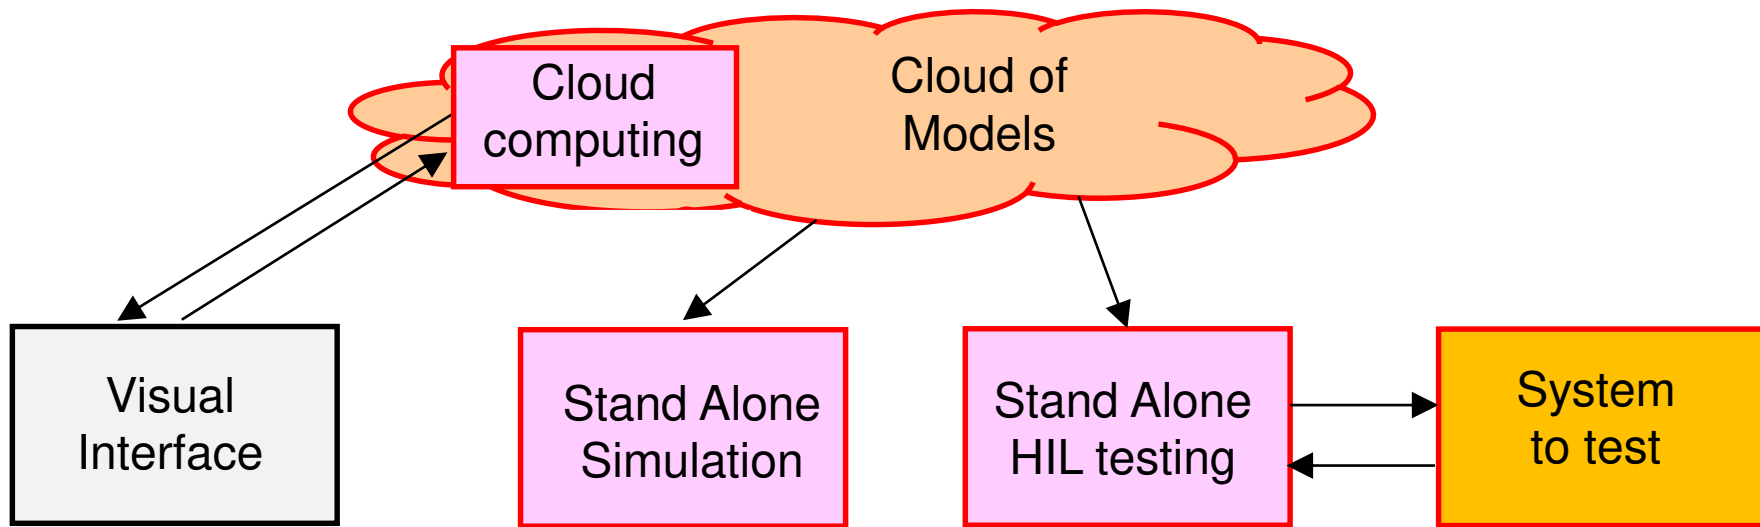 Cloud
computing
Cloud of
Models
Visual
Interface
Stand Alone
Simulation
Stand Alone
HIL testing
System
to test